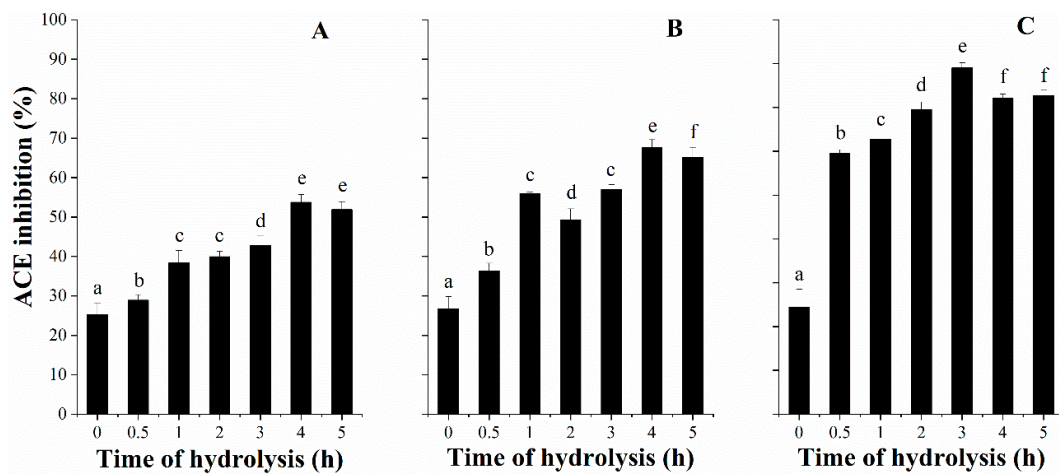 ACE inhibition (%)
100
90
80
70
60
50
40
30
20
10
0
A
a
b
c
c
d
e
e
0
0.5
1
2
3
4
5
Time of hydrolysis (h)
B
a
b
c
d
c
e
f
0
0.5
1
2
3
4
5
Time of hydrolysis (h)
C
a
b
c
d
e
f
f
0
0.5
1
2
3
4
5
Time of hydrolysis (h)